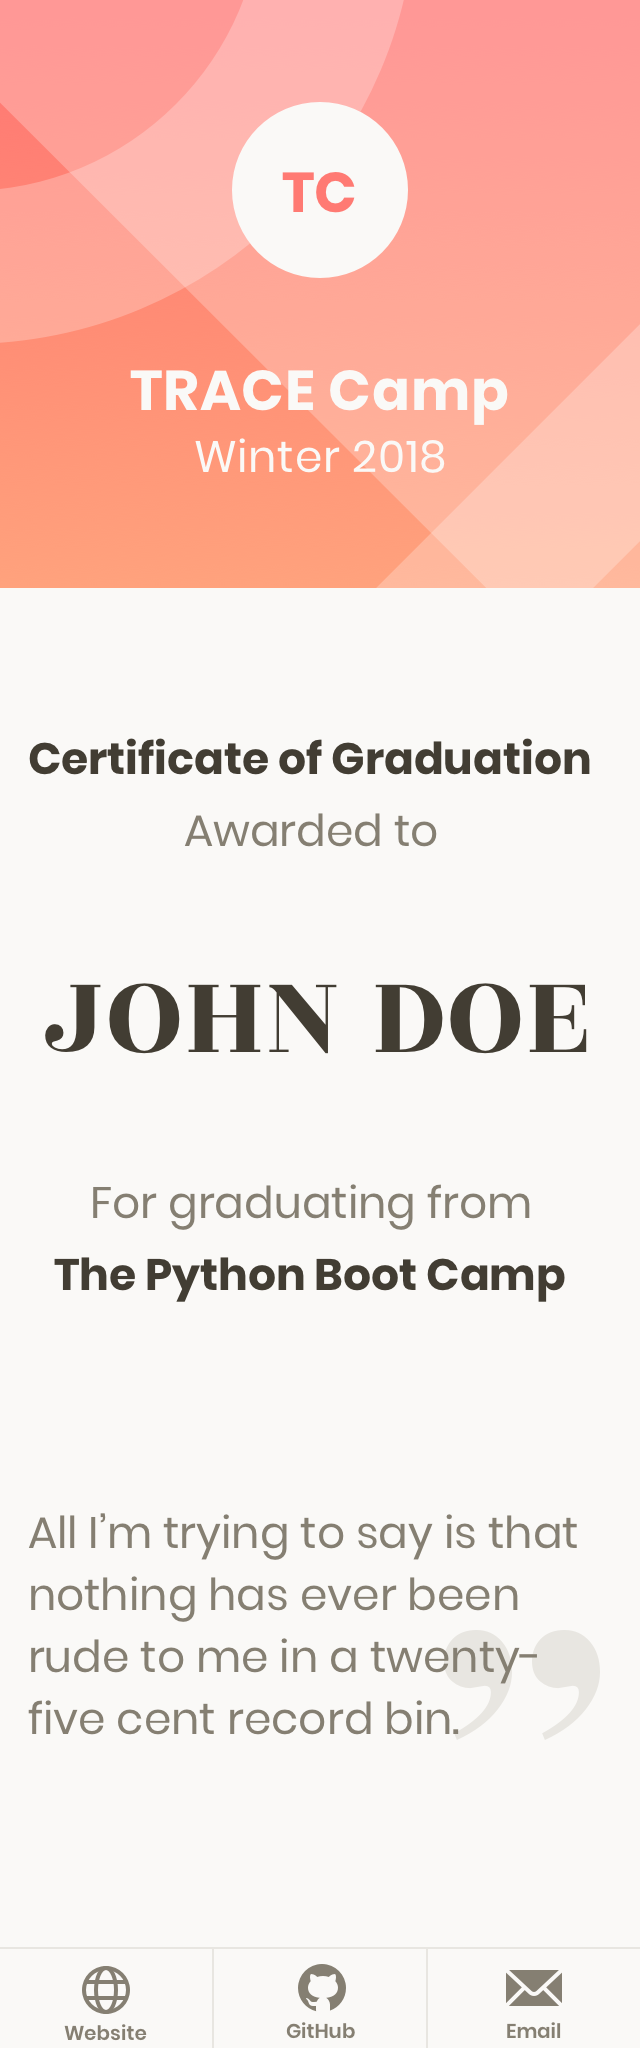 TC
TRACE Camp
Winter 2018
Certificate of Graduation
Awarded to
JOHN DOE
For graduating from
The Python Boot Camp
All I’m trying to say is that
nothing has ever been
rude to me in a twenty-
five cent record bin.
”
Website GitHub Email